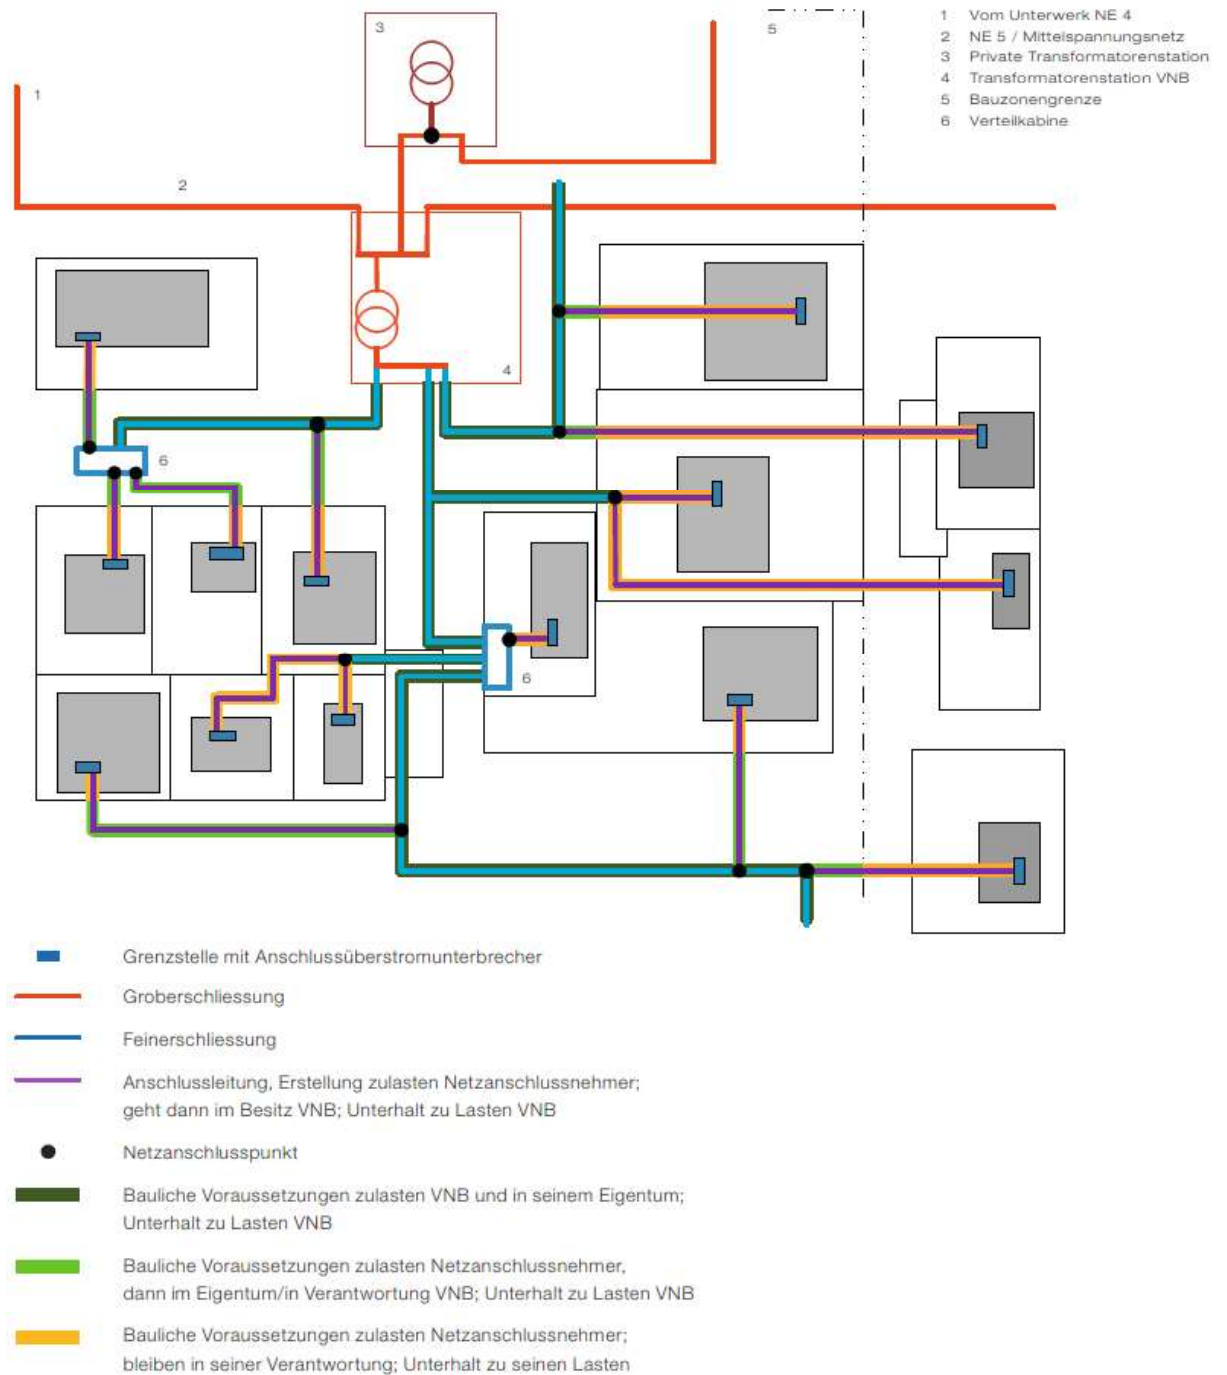 1 Vom Unterwerk NE 4
2 NE 5 / Mittelspannungsnetz
3 Private Transformatorenstation
4 Transformatorenstation VNB
5 Bauzonengrenze
6 Verteilkabine
3
5
1
2
4
6
6
Grenzstelle mit Anschlussüberstromunterbrecher
Groberschliessung
Feinerschliessung
Anschlussleitung, Erstellung zulasten Netzanschlussnehmer;
geht dann im Besitz VNB; Unterhalt zu Lasten VNB
Netzanschlusspunkt
Bauliche Voraussetzungen zulasten VNB und in seinem Eigentum;
Unterhalt zu Lasten VNB
Bauliche Voraussetzungen zulasten Netzanschlussnehmer,
dann im Eigentum/in Verantwortung VNB; Unterhalt zu Lasten VNB
Bauliche Voraussetzungen zulasten Netzanschlussnehmer;
bleiben in seiner Verantwortung; Unterhalt zu seinen Lasten